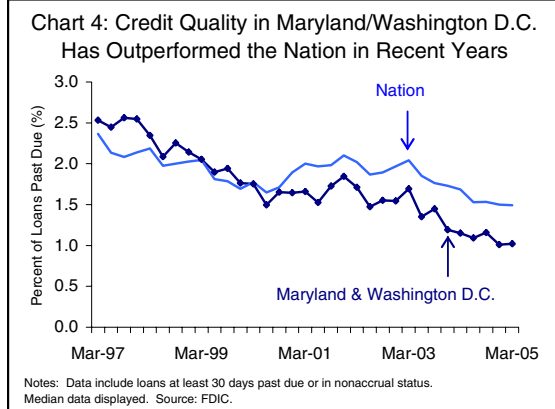 Chart 4: Credit Quality in Maryland/Washington D.C.
Has Outperformed the Nation in Recent Years
Percent of Loans Past Due (%)
3.0
2.5
2.0
1.5
1.0
0.5
0.0
Nation
Maryland & Washington D.C.
Mar-97
Mar-99
Mar-01
Mar-03
Mar-05
Notes: Data include loans at least 30 days past due or in nonaccrual status.
Median data displayed. Source: FDIC.